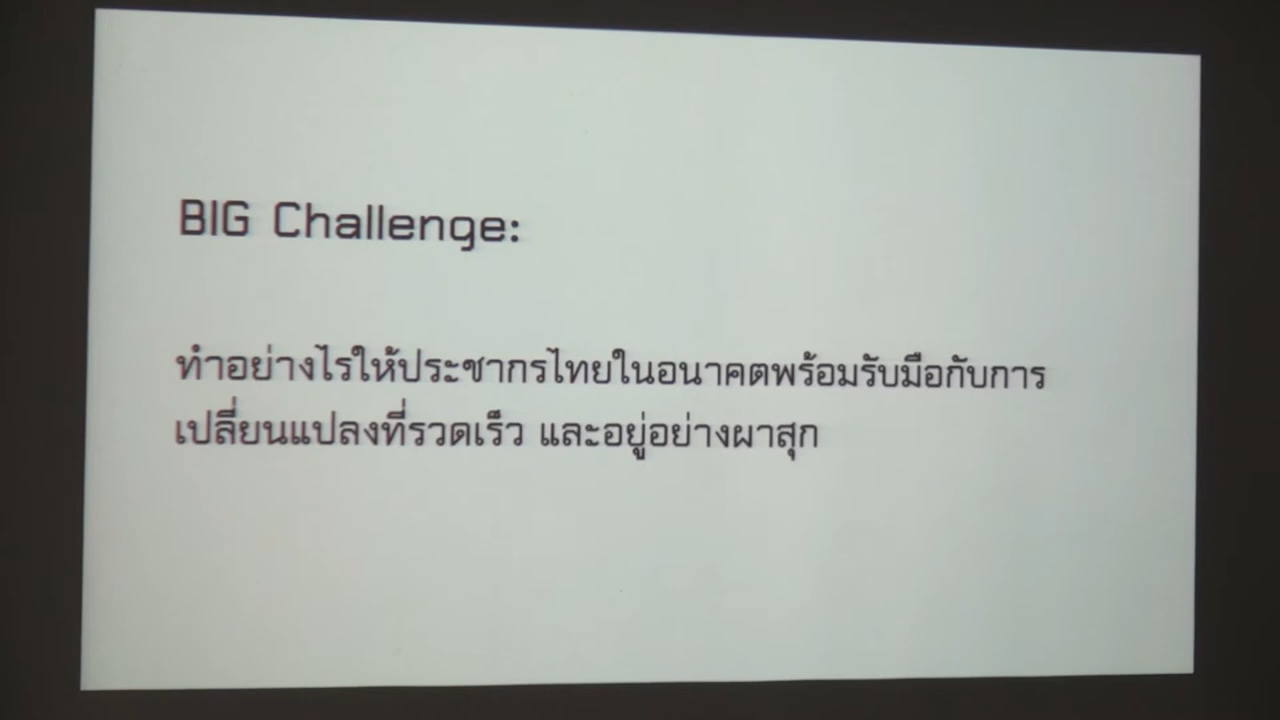 BIG Challenge:
ทำอย่างไรให้ประชากรไทยในอนาคตพร้อมรับมือกับการ
เปลี่ยนแปลงที่รวดเร็ว และอยู่อย่างผาสุก